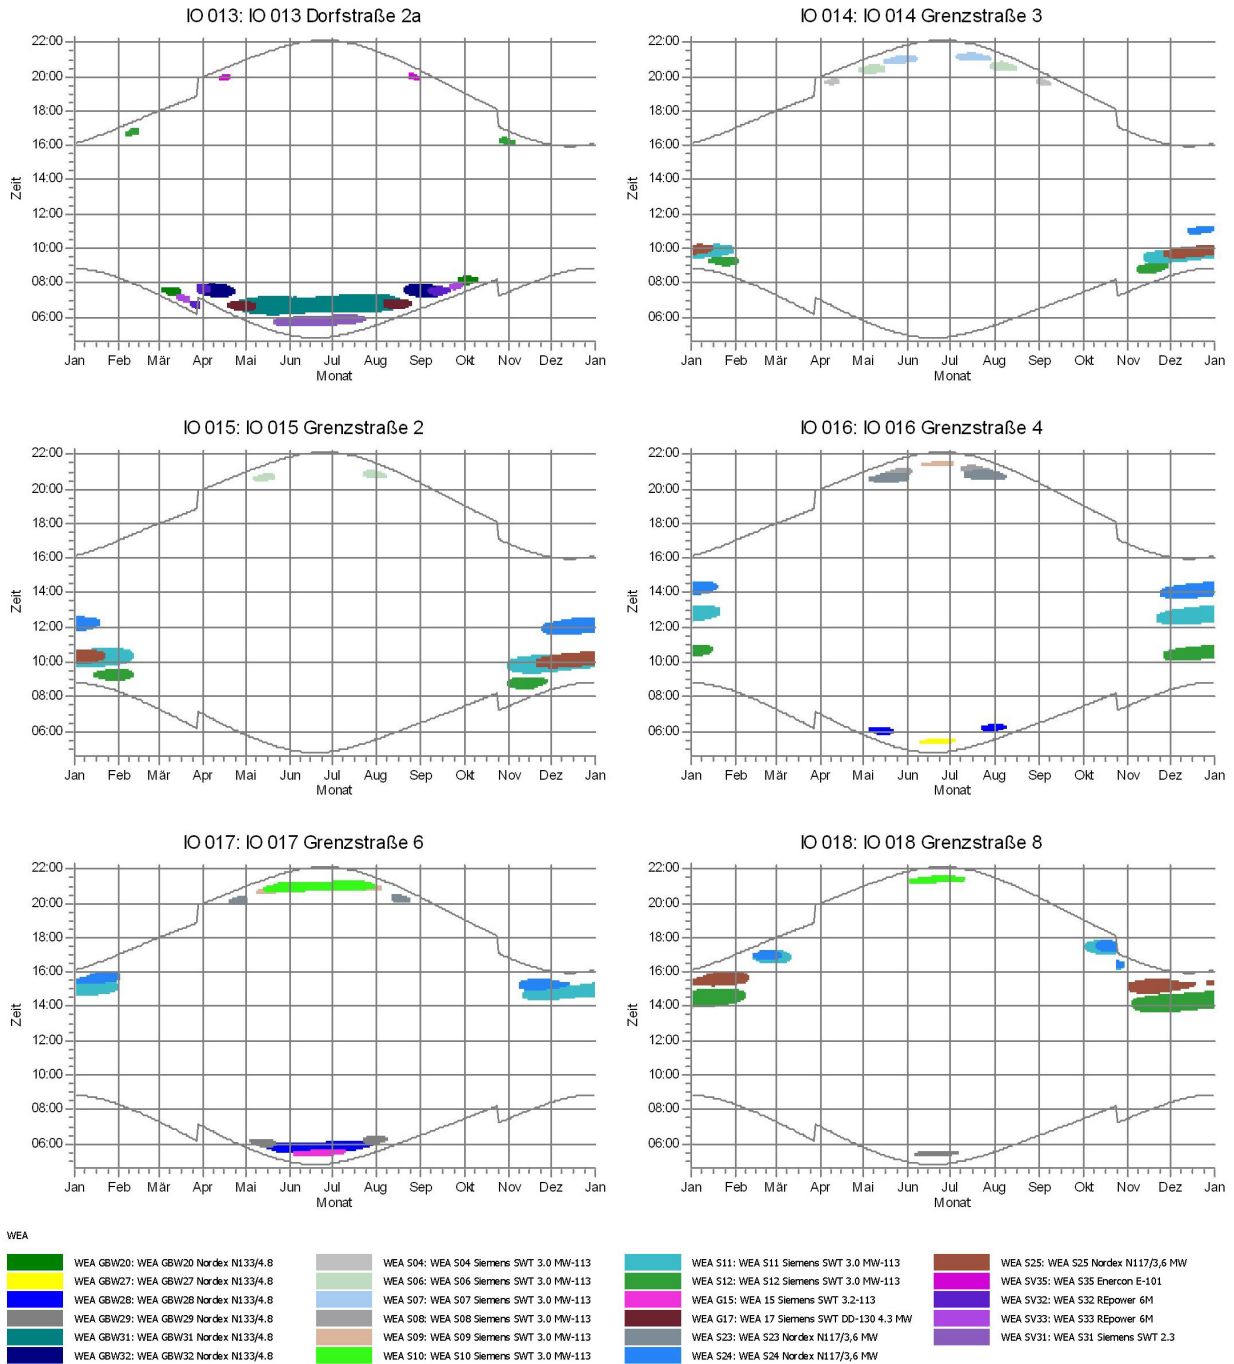 IO 013: IO 013 Dorfstraße 2a
22:00
20:00
18:00
16:00
14:00
12:00
10:00
08:00
06:00
Zeit
Jan Feb Mär Apr Mai Jun Jul Aug Sep Okt Nov Dez Jan
Monat
IO 014: IO 014 Grenzstraße 3
22:00
20:00
18:00
16:00
14:00
12:00
10:00
08:00
06:00
Zeit
Jan Feb Mär Apr Mai Jun Jul Aug Sep Okt Nov Dez Jan
Monat
IO 015: IO 015 Grenzstraße 2
22:00
20:00
18:00
16:00
14:00
12:00
10:00
08:00
06:00
Zeit
Jan Feb Mär Apr Mai Jun Jul Aug Sep Okt Nov Dez Jan
Monat
IO 016: IO 016 Grenzstraße 4
22:00
20:00
18:00
16:00
14:00
12:00
10:00
08:00
06:00
Zeit
Jan Feb Mär Apr Mai Jun Jul Aug Sep Okt Nov Dez Jan
Monat
IO 017: IO 017 Grenzstraße 6
22:00
20:00
18:00
16:00
14:00
12:00
10:00
08:00
06:00
Zeit
Jan Feb Mär Apr Mai Jun Jul Aug Sep Okt Nov Dez Jan
Monat
IO 018: IO 018 Grenzstraße 8
22:00
20:00
18:00
16:00
14:00
12:00
10:00
08:00
06:00
Zeit
Jan Feb Mär Apr Mai Jun Jul Aug Sep Okt Nov Dez Jan
Monat
WEA
WEA GBW20: WEA GBW20 Nordex N133/4.8
WEA GBW27: WEA GBW27 Nordex N133/4.8
WEA GBW28: WEA GBW28 Nordex N133/4.8
WEA GBW29: WEA GBW29 Nordex N133/4.8
WEA GBW31: WEA GBW31 Nordex N133/4.8
WEA GBW32: WEA GBW32 Nordex N133/4.8
WEA S04: WEA S04 Siemens SWT 3.0 MW-113
WEA S06: WEA S06 Siemens SWT 3.0 MW-113
WEA S07: WEA S07 Siemens SWT 3.0 MW-113
WEA S08: WEA S08 Siemens SWT 3.0 MW-113
WEA S09: WEA S09 Siemens SWT 3.0 MW-113
WEA S10: WEA S10 Siemens SWT 3.0 MW-113
WEA S11: WEA S11 Siemens SWT 3.0 MW-113
WEA S12: WEA S12 Siemens SWT 3.0 MW-113
WEA G15: WEA 15 Siemens SWT 3.2-113
WEA G17: WEA 17 Siemens SWT DD-130 4.3 MW
WEA S23: WEA S23 Nordex N117/3,6 MW
WEA S24: WEA S24 Nordex N117/3,6 MW
WEA S25: WEA S25 Nordex N117/3,6 MW
WEA SV35: WEA S35 Enercon E-101
WEA SV32: WEA S32 REpower 6M
WEA SV33: WEA S33 REpower 6M
WEA SV31: WEA S31 Siemens SWT 2.3